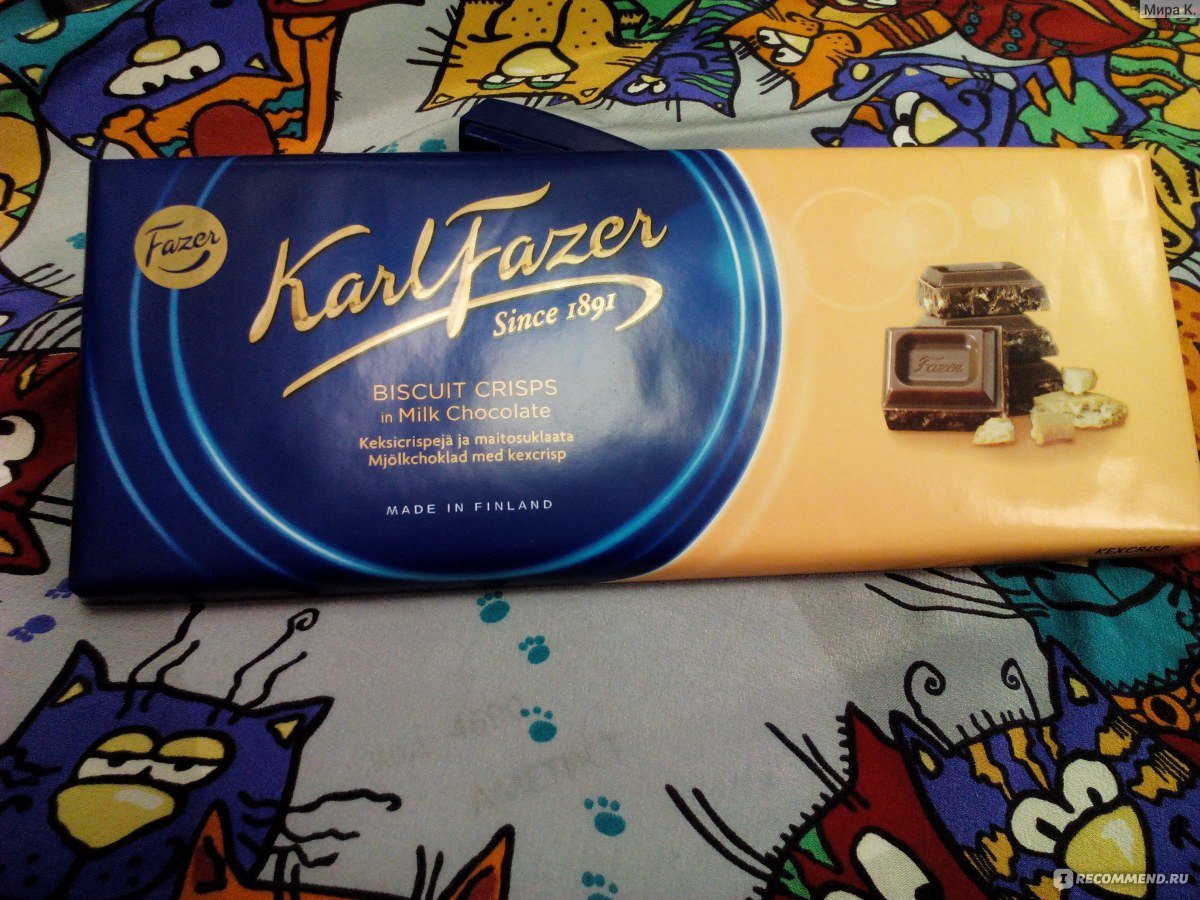 Мира К.
Fazer
Karl Fazer
Since 1891
BISCUIT CRISPS
in Milk Chocolate
Keksicrispejä ja maitosuklaata
Mjölkchoklad med kexcrisp
MADE IN FINLAND
Fazer
KEXCRISP
IRECOMMEND.RU